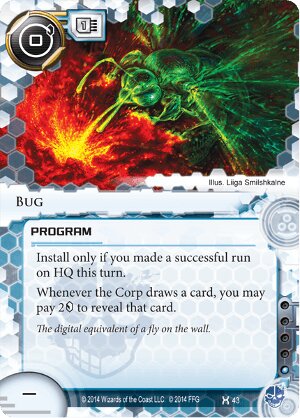 0
1
Illus. Liiga Smilshkalne
BUG
PROGRAM
Install only if you made a successful run
on HQ this turn.
Whenever the Corp draws a card, you may
pay 2 to reveal that card.
The digital equivalent of a fly on the wall.
–
© 2014 Wizards of the Coast LLC. © 2014 FFG 43